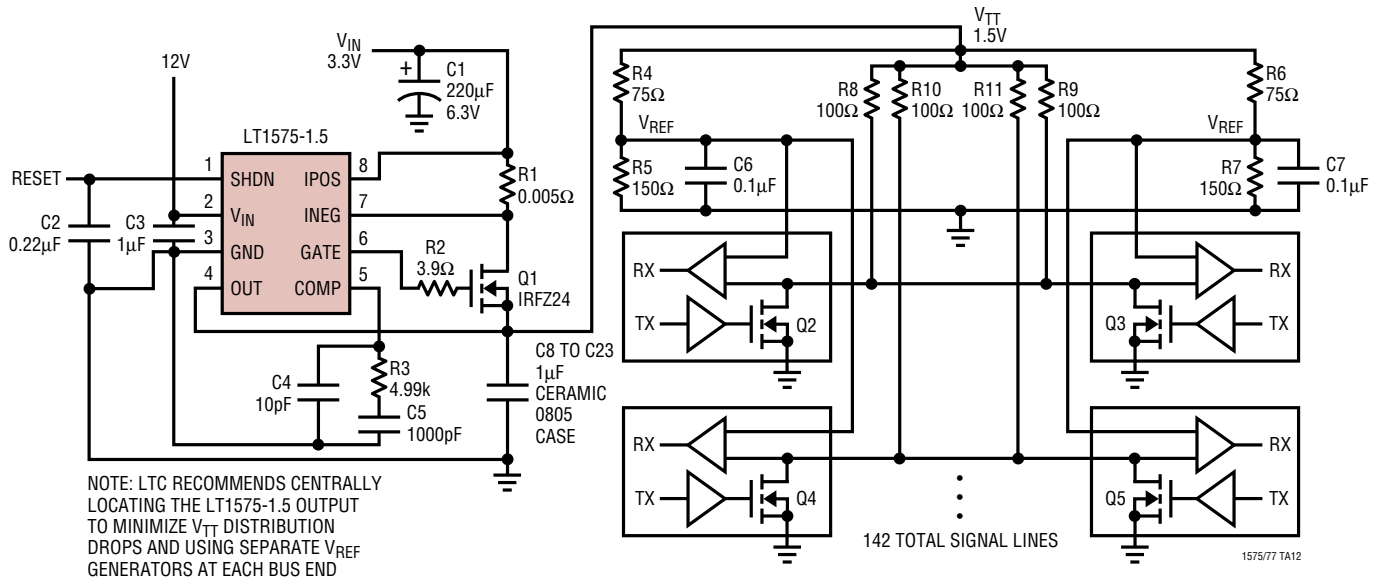 12V
V_IN
3.3V
+
C1
220µF
6.3V
V_TT
1.5V
R4
75Ω
R8
100Ω
R10
100Ω
R11
100Ω
R9
100Ω
R6
75Ω
LT1575-1.5
V_REF
V_REF
RESET
1
SHDN
IPOS
8
2
V_IN
INEG
7
3
GND
GATE
6
4
OUT
COMP
5
R1
0.005Ω
R5
150Ω
C6
0.1µF
R7
150Ω
C7
0.1µF
C2
0.22µF
C3
1µF
R2
3.9Ω
Q1
IRFZ24
RX
TX
Q2
RX
TX
Q3
C4
10pF
R3
4.99k
C5
1000pF
C8 TO C23
1µF
CERAMIC
0805
CASE
RX
TX
Q4
RX
TX
Q5
142 TOTAL SIGNAL LINES
NOTE: LTC RECOMMENDS CENTRALLY
LOCATING THE LT1575-1.5 OUTPUT
TO MINIMIZE V_TT DISTRIBUTION
DROPS AND USING SEPARATE V_REF
GENERATORS AT EACH BUS END
1575/77 TA12